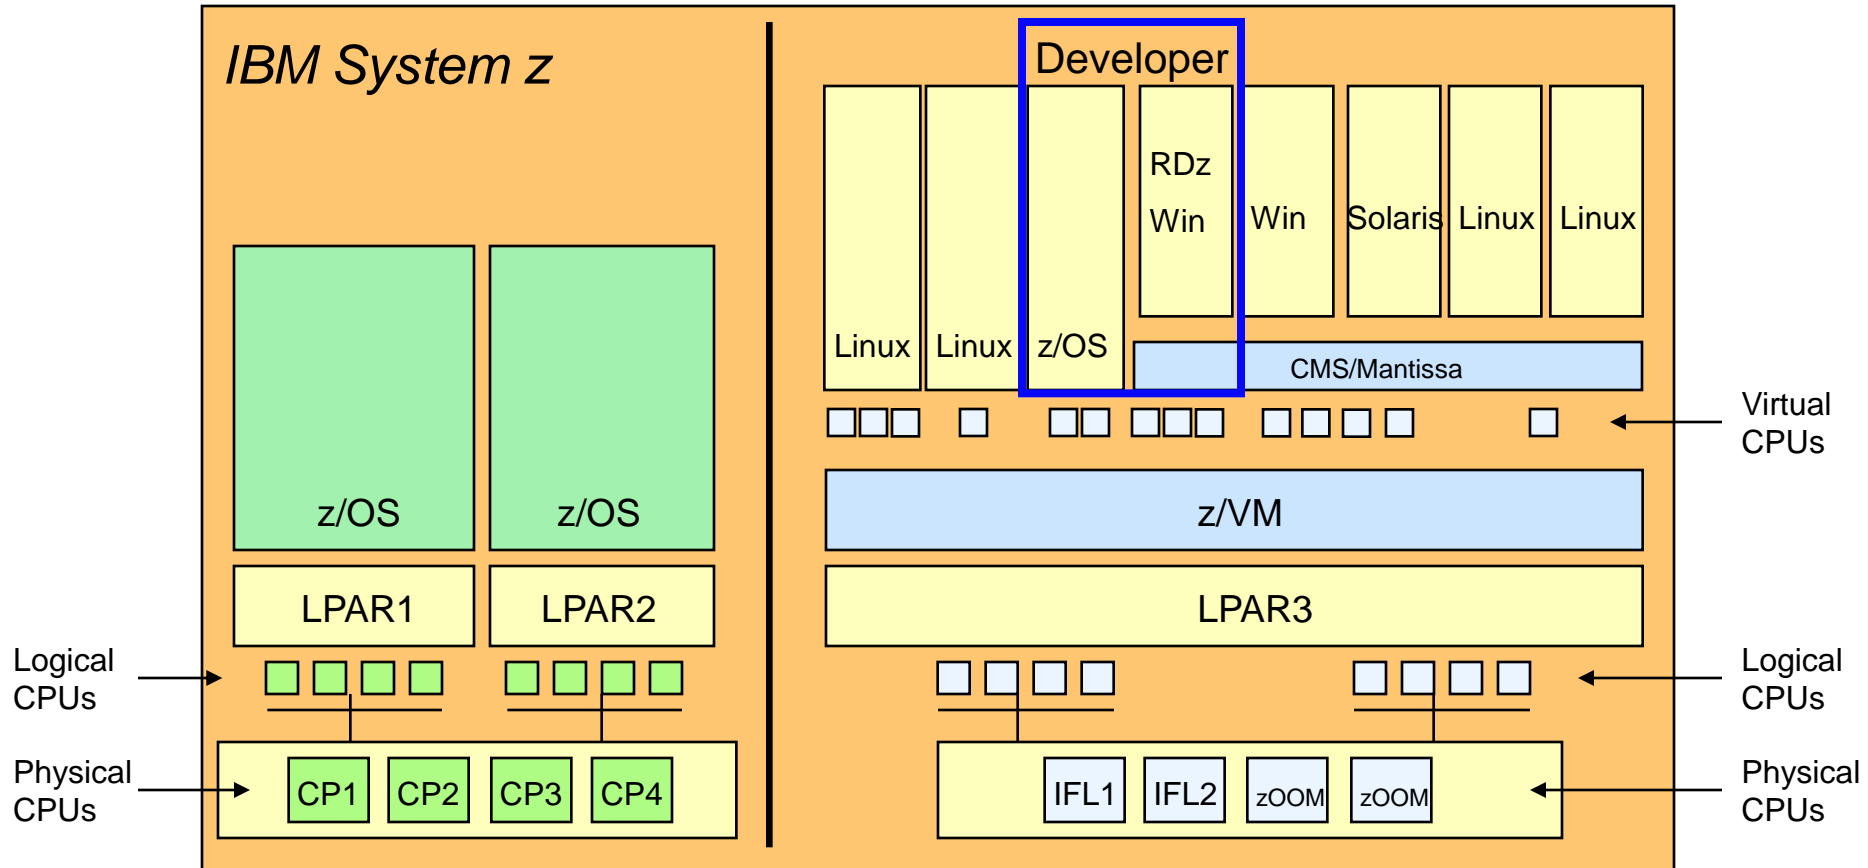 IBM System z
Developer
RDz
Win
Win
Solaris
Linux
Linux
Linux
Linux
z/OS
CMS/Mantissa
Virtual
CPUs
z/OS
z/OS
z/VM
LPAR1
LPAR2
LPAR3
Logical
CPUs
Logical
CPUs
Physical
CPUs
CP1
CP2
CP3
CP4
IFL1
IFL2
zOOM
zOOM
Physical
CPUs